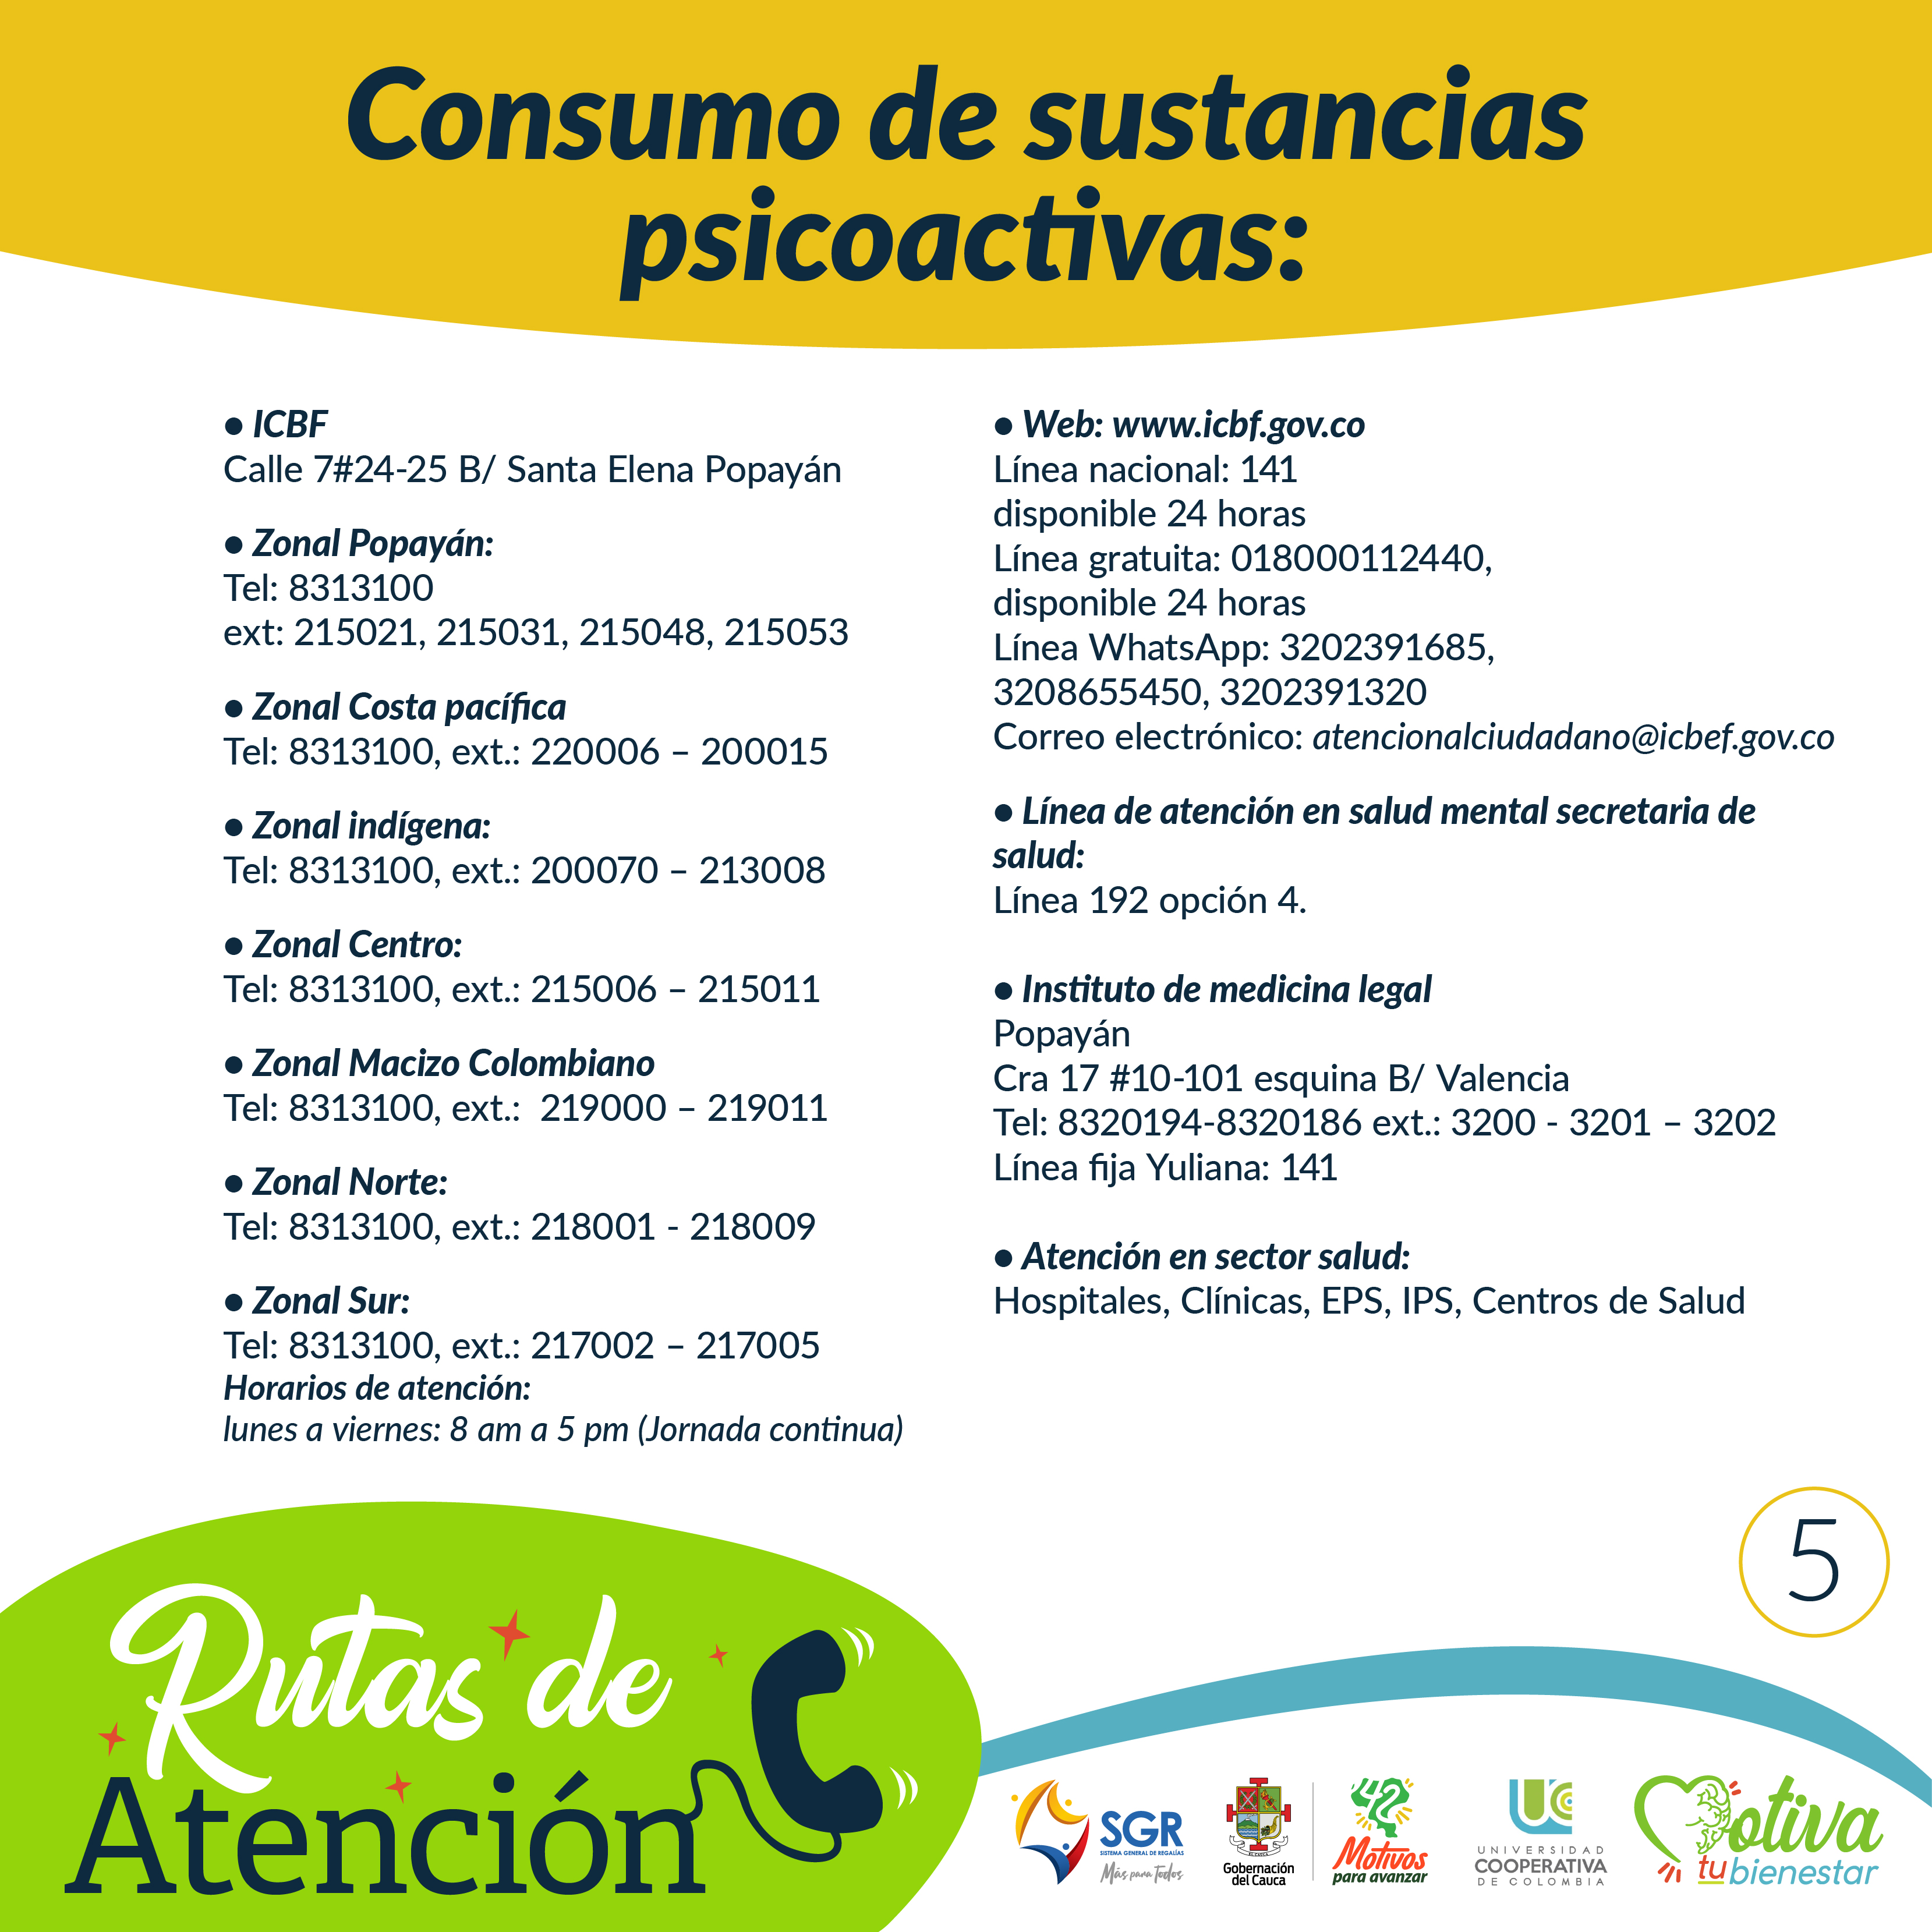 Consumo de sustancias
psicoactivas:
● ICBF
Calle 7#24-25 B/ Santa Elena Popayán
● Zonal Popayán:
Tel: 8313100
ext: 215021, 215031, 215048, 215053
● Zonal Costa pacífica
Tel: 8313100, ext.: 220006 – 200015
● Zonal indígena:
Tel: 8313100, ext.: 200070 – 213008
● Zonal Centro:
Tel: 8313100, ext.: 215006 – 215011
● Zonal Macizo Colombiano
Tel: 8313100, ext.:  219000 – 219011
● Zonal Norte:
Tel: 8313100, ext.: 218001 - 218009
● Zonal Sur:
Tel: 8313100, ext.: 217002 – 217005
Horarios de atención:
lunes a viernes: 8 am a 5 pm (Jornada continua)
● Web: www.icbf.gov.co
Línea nacional: 141
disponible 24 horas
Línea gratuita: 018000112440,
disponible 24 horas
Línea WhatsApp: 3202391685,
3208655450, 3202391320
Correo electrónico: atencionalciudadano@icbef.gov.co
● Línea de atención en salud mental secretaria de
salud:
Línea 192 opción 4.
● Instituto de medicina legal
Popayán
Cra 17 #10-101 esquina B/ Valencia
Tel: 8320194-8320186 ext.: 3200 - 3201 – 3202
Línea fija Yuliana: 141
● Atención en sector salud:
Hospitales, Clínicas, EPS, IPS, Centros de Salud
5
Rutas de
Atención
SGR
SISTEMA GENERAL DE REGALÍAS
Más para Todos
Gobernación
del Cauca
42
Motivos
para avanzar
UNIVERSIDAD
COOPERATIVA
DE COLOMBIA
Motiva
tu bienestar